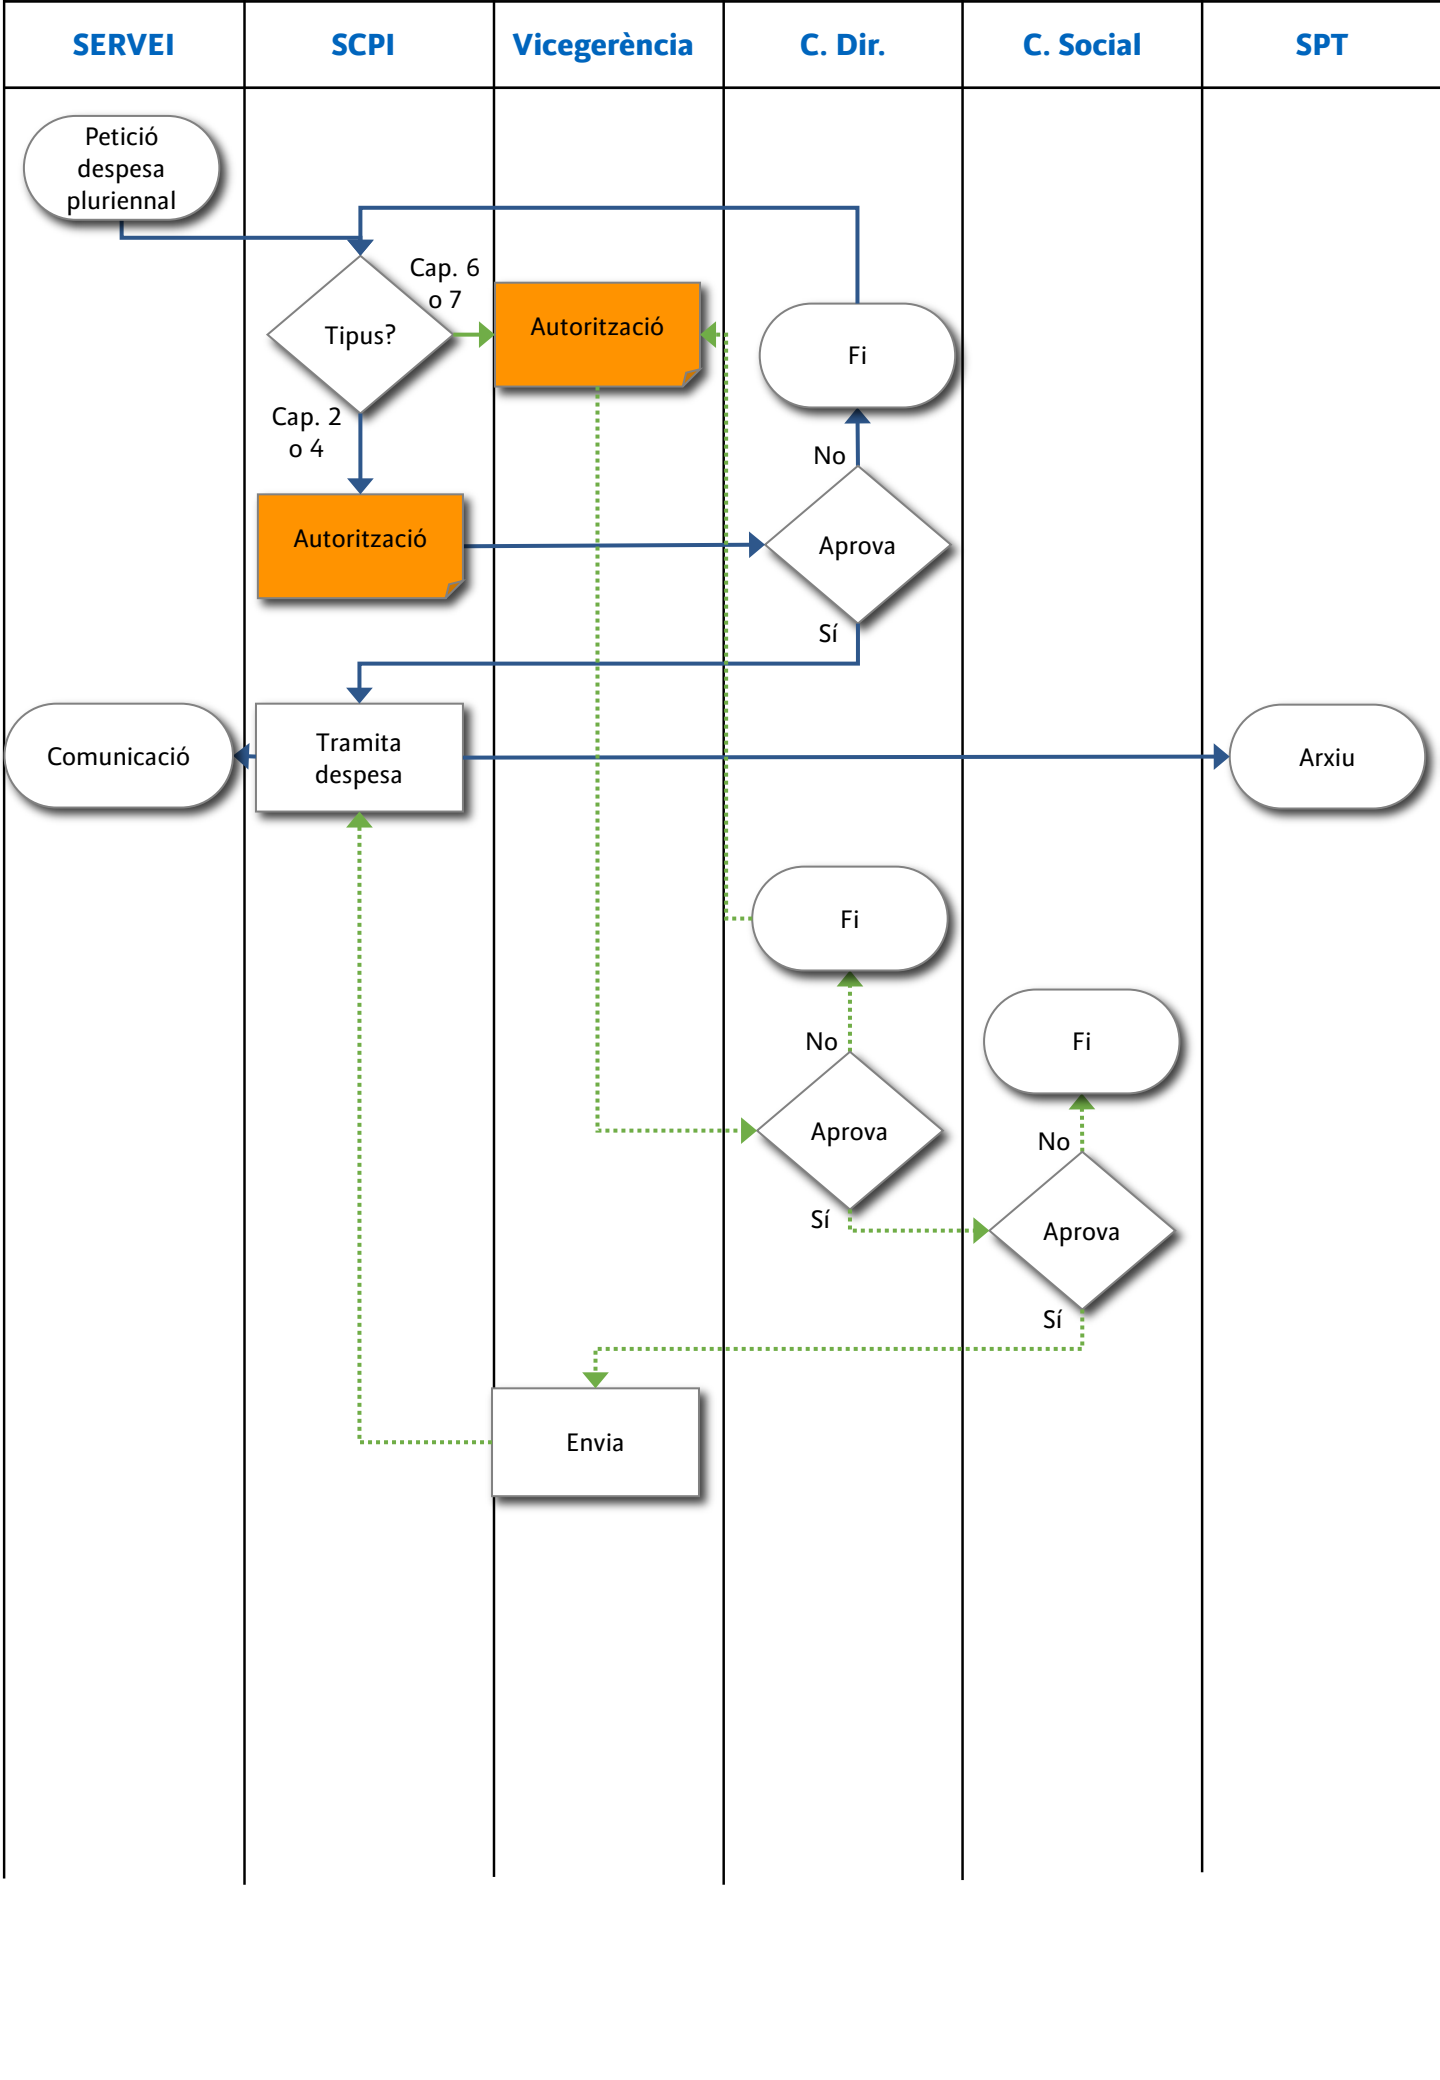 SERVEI
SCPI
Vicegerència
C. Dir.
C. Social
SPT
Petició
despesa
pluriennal
Cap. 6
o 7
Tipus?
Autorització
Fi
Cap. 2
o 4
No
Autorització
Aprova
Sí
Comunicació
Tramita
despesa
Arxiu
Fi
No
Fi
Aprova
No
Sí
Aprova
Sí
Envia